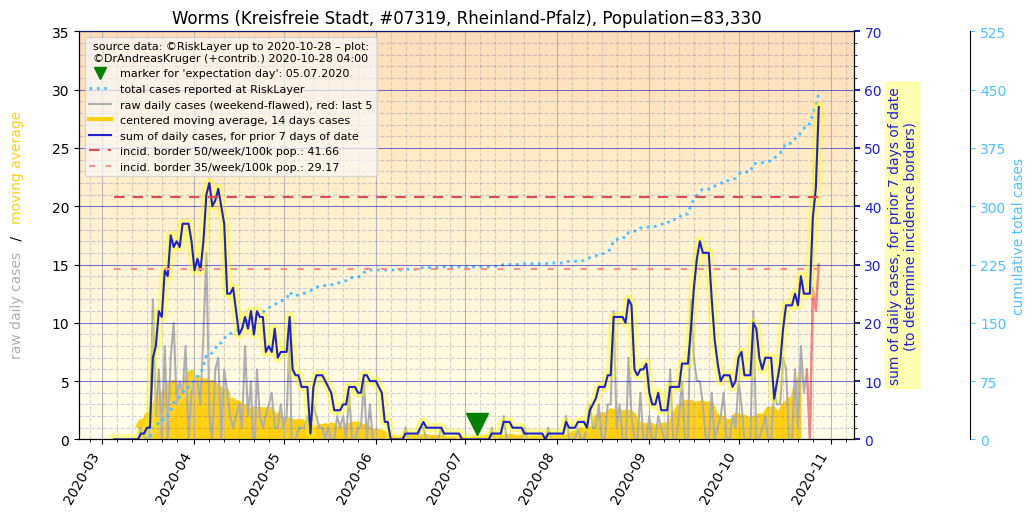 Worms (Kreisfreie Stadt, #07319, Rheinland-Pfalz), Population=83,330
source data: ©RiskLayer up to 2020-10-28 – plot:
©DrAndreasKruger (+contrib.) 2020-10-28 04:00
marker for 'expectation day': 05.07.2020
total cases reported at RiskLayer
raw daily cases (weekend-flawed), red: last 5
centered moving average, 14 days cases
sum of daily cases, for prior 7 days of date
incid. border 50/week/100k pop.: 41.66
incid. border 35/week/100k pop.: 29.17
raw daily cases / moving average
35
30
25
20
15
10
5
0
70
60
50
40
30
20
10
0
sum of daily cases, for prior 7 days of date
(to determine incidence borders)
525
450
375
300
225
150
75
0
cumulative total cases
2020-03
2020-04
2020-05
2020-06
2020-07
2020-08
2020-09
2020-10
2020-11